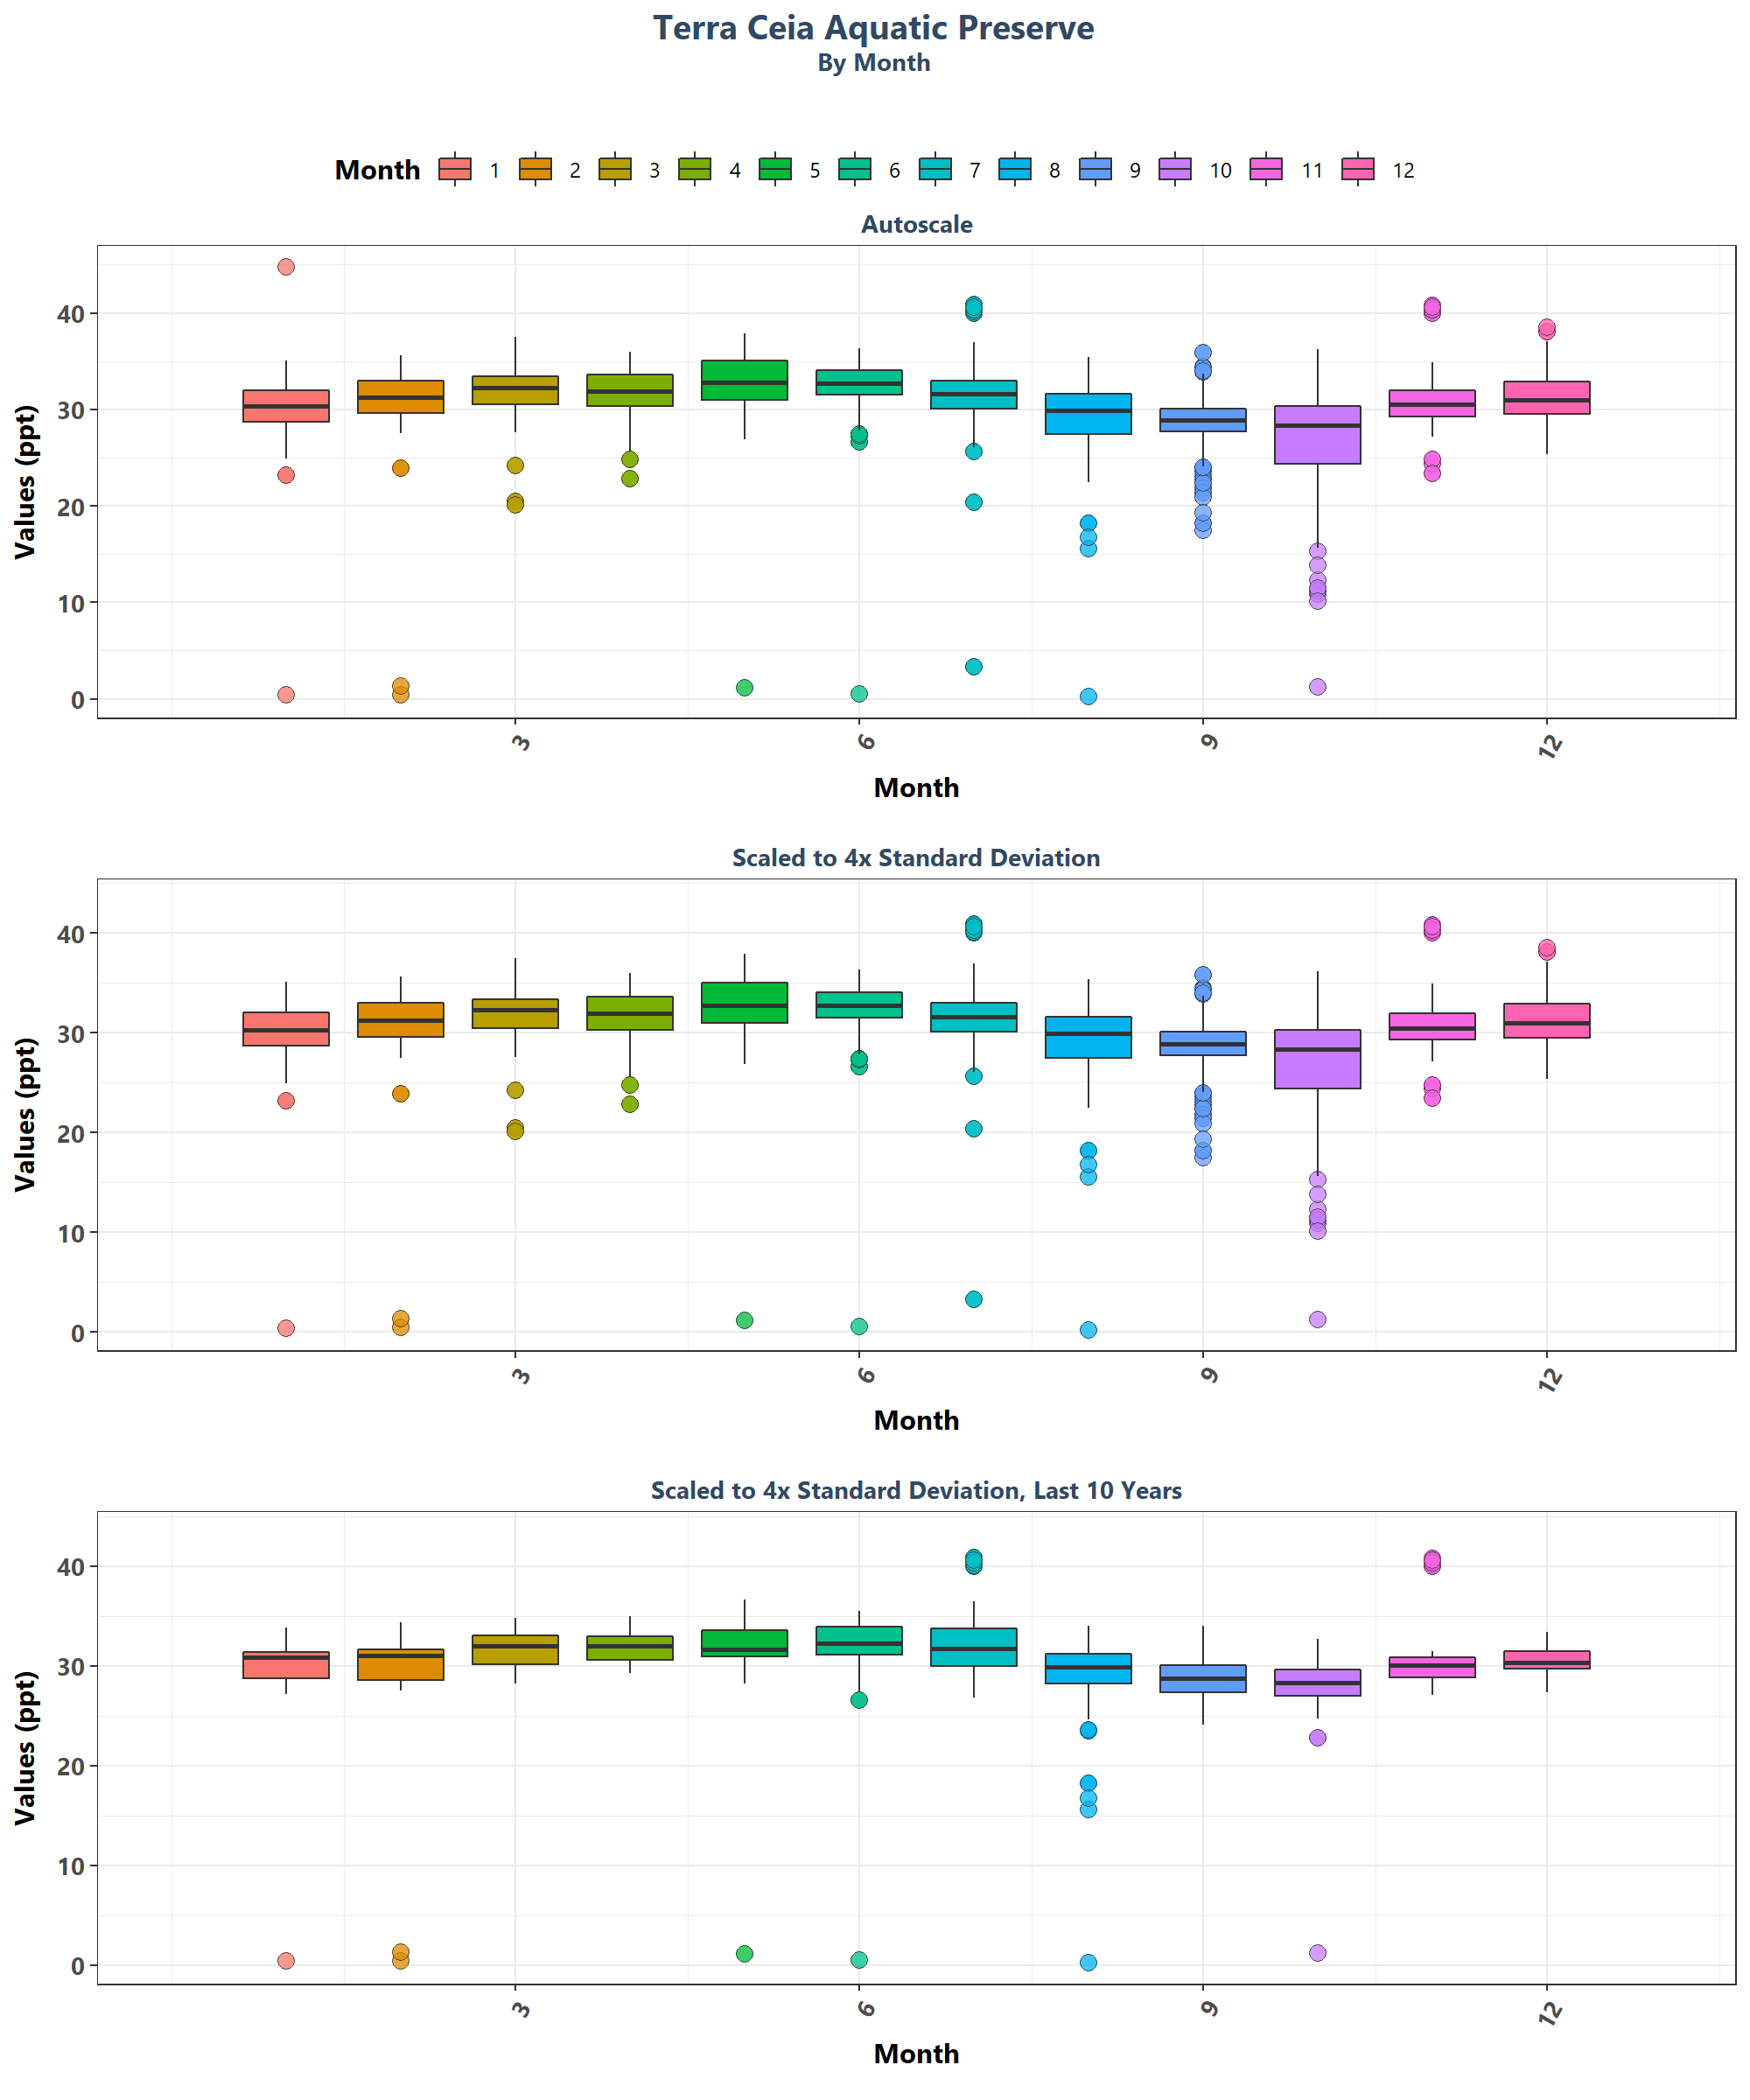 Terra Ceia Aquatic Preserve
By Month
Month 1 2 3 4 5 6 7 8 9 10 11 12
Autoscale
Values (ppt)
40
30
20
10
0
3 6 9 12
Month
Scaled to 4x Standard Deviation
Values (ppt)
40
30
20
10
0
3 6 9 12
Month
Scaled to 4x Standard Deviation, Last 10 Years
Values (ppt)
40
30
20
10
0
3 6 9 12
Month